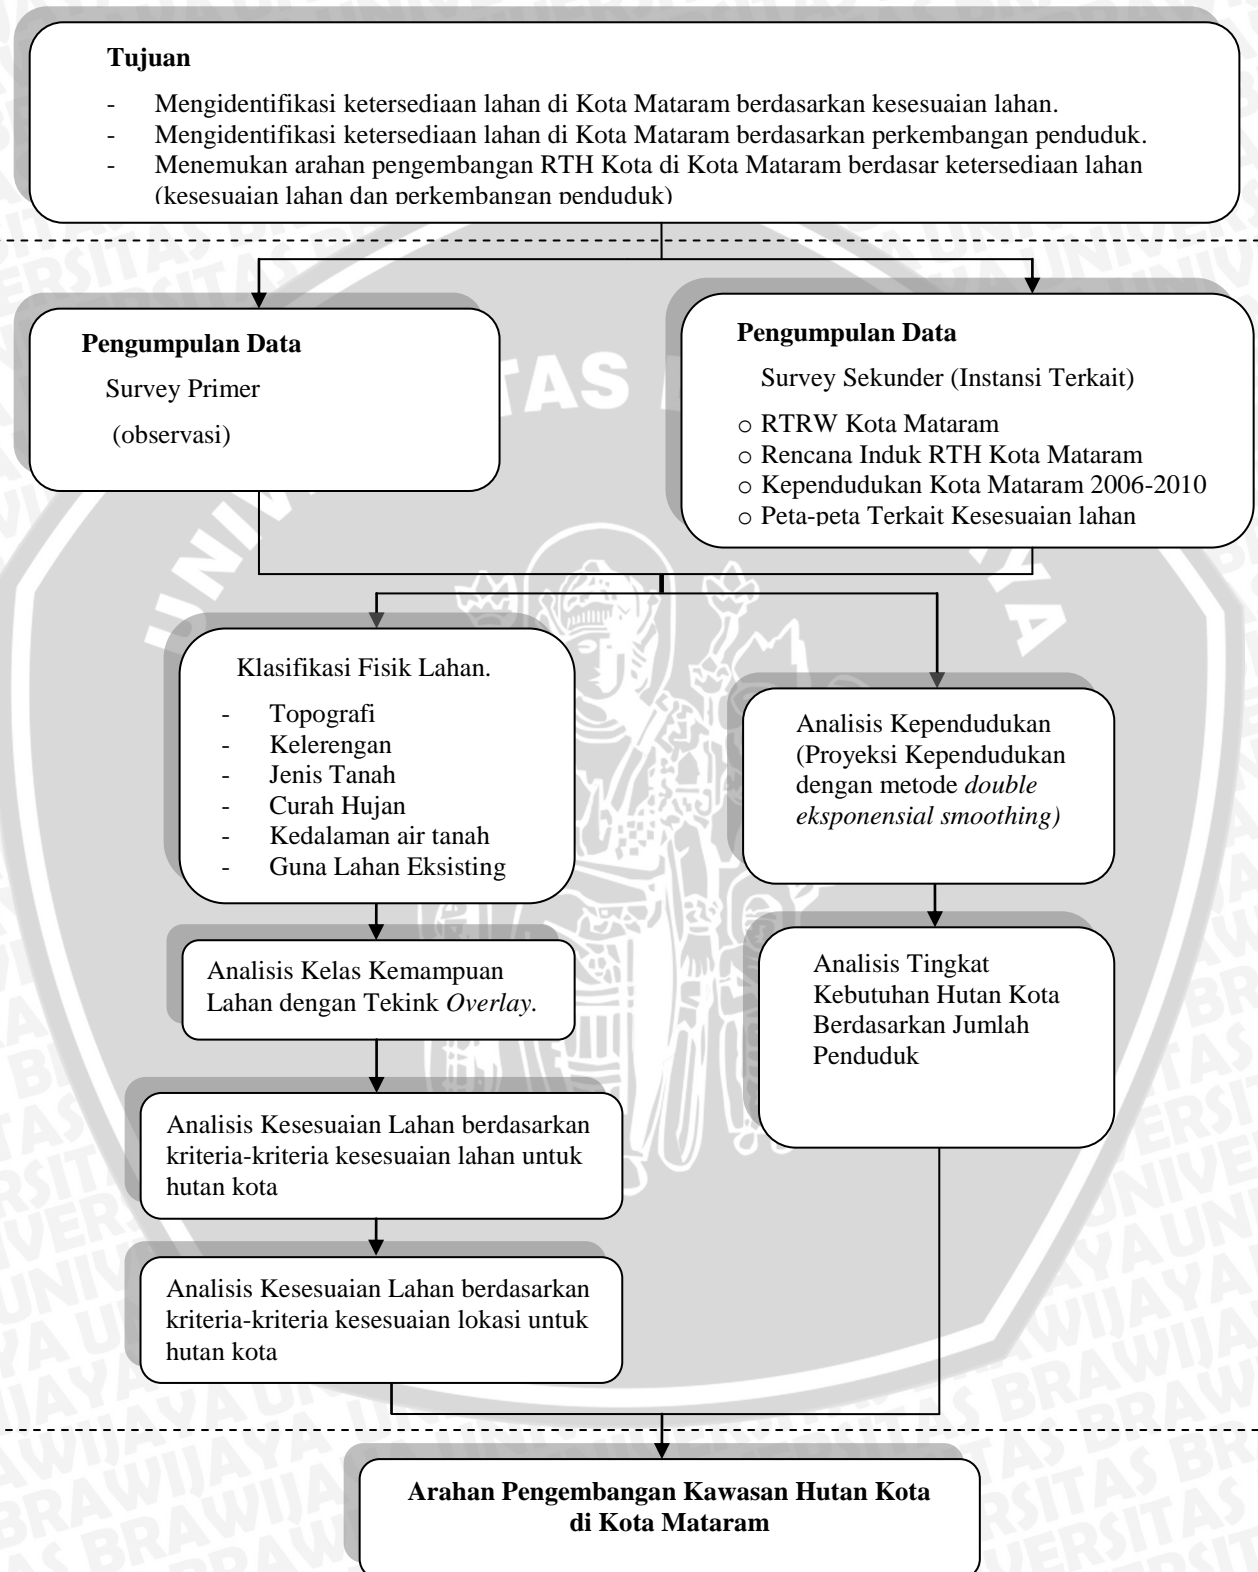 Tujuan
- Mengidentifikasi ketersediaan lahan di Kota Mataram berdasarkan kesesuaian lahan.
- Mengidentifikasi ketersediaan lahan di Kota Mataram berdasarkan perkembangan penduduk.
- Menemukan arahan pengembangan RTH Kota di Kota Mataram berdasar ketersediaan lahan
(kesesuaian lahan dan perkembangan penduduk)
Pengumpulan Data
Survey Primer
(observasi)
Pengumpulan Data
Survey Sekunder (Instansi Terkait)
o RTRW Kota Mataram
o Rencana Induk RTH Kota Mataram
o Kependudukan Kota Mataram 2006-2010
o Peta-peta Terkait Kesesuaian lahan
Klasifikasi Fisik Lahan.
- Topografi
- Kelerengan
- Jenis Tanah
- Curah Hujan
- Kedalaman air tanah
- Guna Lahan Eksisting
Analisis Kependudukan
(Proyeksi Kependudukan
dengan metode double
eksponensial smoothing)
Analisis Kelas Kemampuan
Lahan dengan Tekink Overlay.
Analisis Tingkat
Kebutuhan Hutan Kota
Berdasarkan Jumlah
Penduduk
Analisis Kesesuaian Lahan berdasarkan
kriteria-kriteria kesesuaian lahan untuk
hutan kota
Analisis Kesesuaian Lahan berdasarkan
kriteria-kriteria kesesuaian lokasi untuk
hutan kota
Arahan Pengembangan Kawasan Hutan Kota
di Kota Mataram